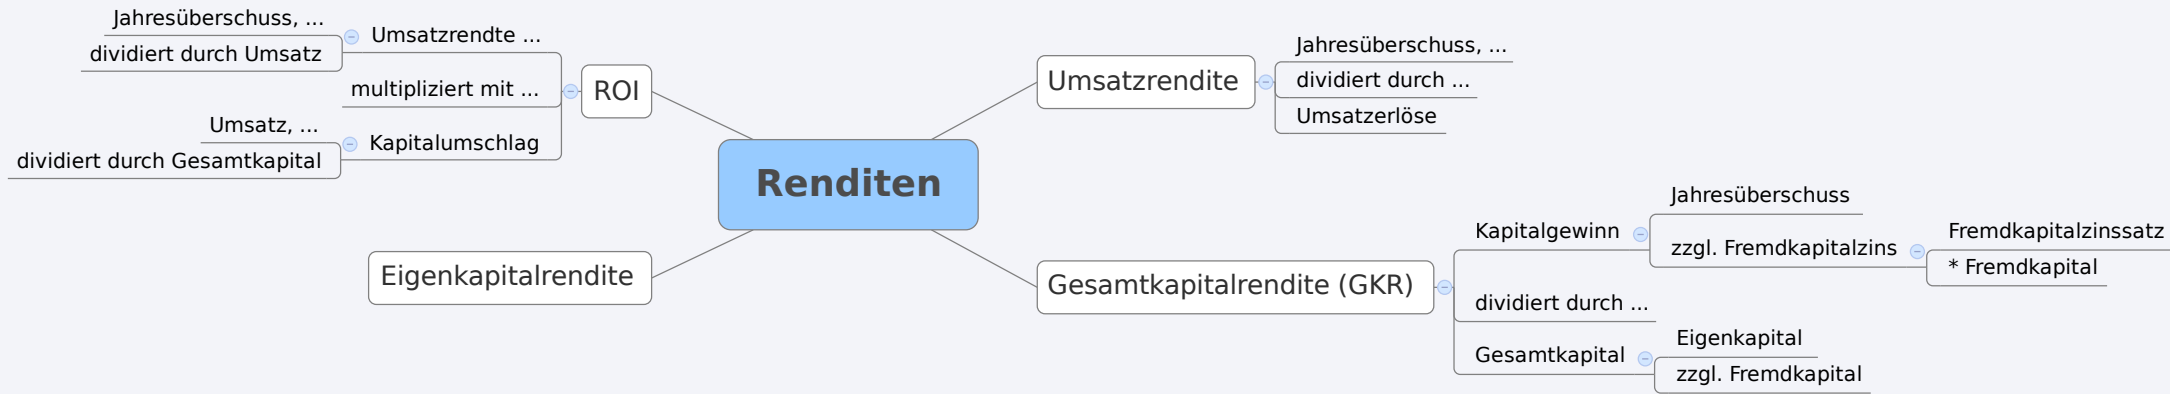 Renditen
ROI
Umsatzrendte ...
Jahresüberschuss, ...
dividiert durch Umsatz
multipliziert mit ...
Kapitalumschlag
Umsatz, ...
dividiert durch Gesamtkapital
Eigenkapitalrendite
Umsatzrendite
Jahresüberschuss, ...
dividiert durch ...
Umsatzerlöse
Gesamtkapitalrendite (GKR)
Kapitalgewinn
Jahresüberschuss
zzgl. Fremdkapitalzins
Fremdkapitalzinssatz
* Fremdkapital
dividiert durch ...
Gesamtkapital
Eigenkapital
zzgl. Fremdkapital